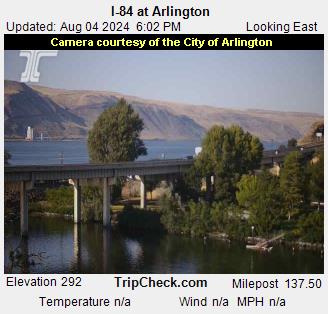 I-84 at Arlington
Updated: Aug 04 2024 6:02 PM Looking East
Camera courtesy of the City of Arlington
Elevation 292 TripCheck.com Milepost 137.50
Temperature n/a Wind n/a MPH n/a